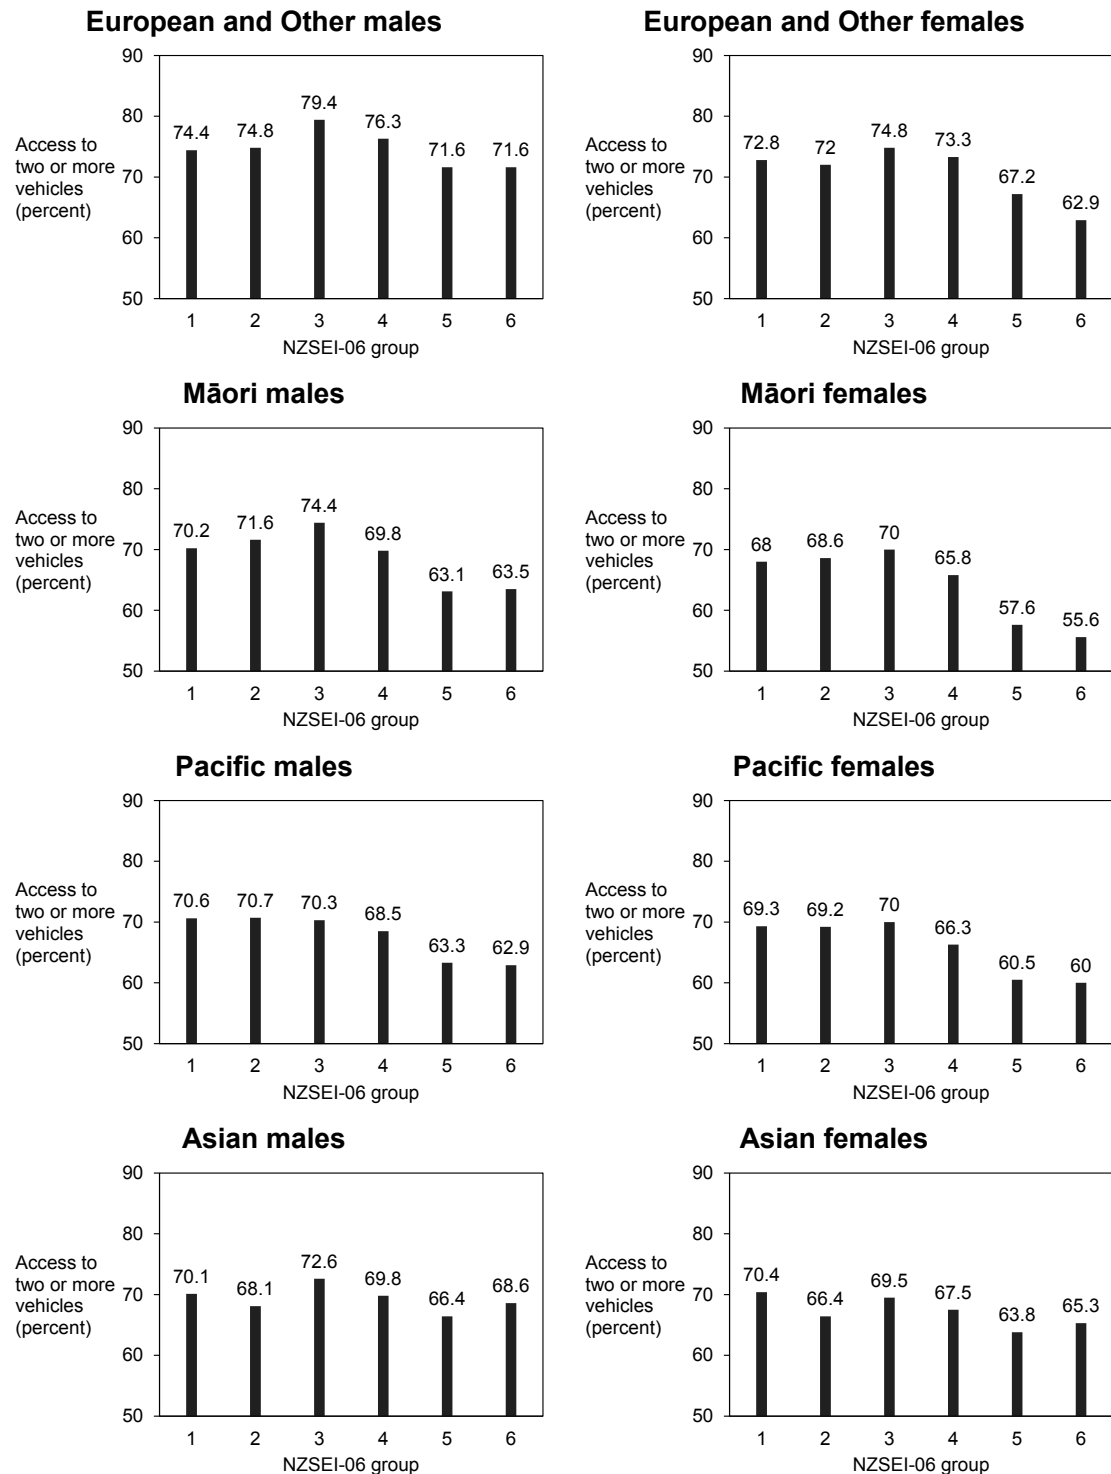 European and Other males
90
80
70
60
50
Access to
two or more
vehicles
(percent)
74.4
74.8
79.4
76.3
71.6
71.6
1 2 3 4 5 6
NZSEI-06 group
European and Other females
90
80
70
60
50
Access to
two or more
vehicles
(percent)
72.8
72
74.8
73.3
67.2
62.9
1 2 3 4 5 6
NZSEI-06 group
Māori males
90
80
70
60
50
Access to
two or more
vehicles
(percent)
70.2
71.6
74.4
69.8
63.1
63.5
1 2 3 4 5 6
NZSEI-06 group
Māori females
90
80
70
60
50
Access to
two or more
vehicles
(percent)
68
68.6
70
65.8
57.6
55.6
1 2 3 4 5 6
NZSEI-06 group
Pacific males
90
80
70
60
50
Access to
two or more
vehicles
(percent)
70.6
70.7
70.3
68.5
63.3
62.9
1 2 3 4 5 6
NZSEI-06 group
Pacific females
90
80
70
60
50
Access to
two or more
vehicles
(percent)
69.3
69.2
70
66.3
60.5
60
1 2 3 4 5 6
NZSEI-06 group
Asian males
90
80
70
60
50
Access to
two or more
vehicles
(percent)
70.1
68.1
72.6
69.8
66.4
68.6
1 2 3 4 5 6
NZSEI-06 group
Asian females
90
80
70
60
50
Access to
two or more
vehicles
(percent)
70.4
66.4
69.5
67.5
63.8
65.3
1 2 3 4 5 6
NZSEI-06 group